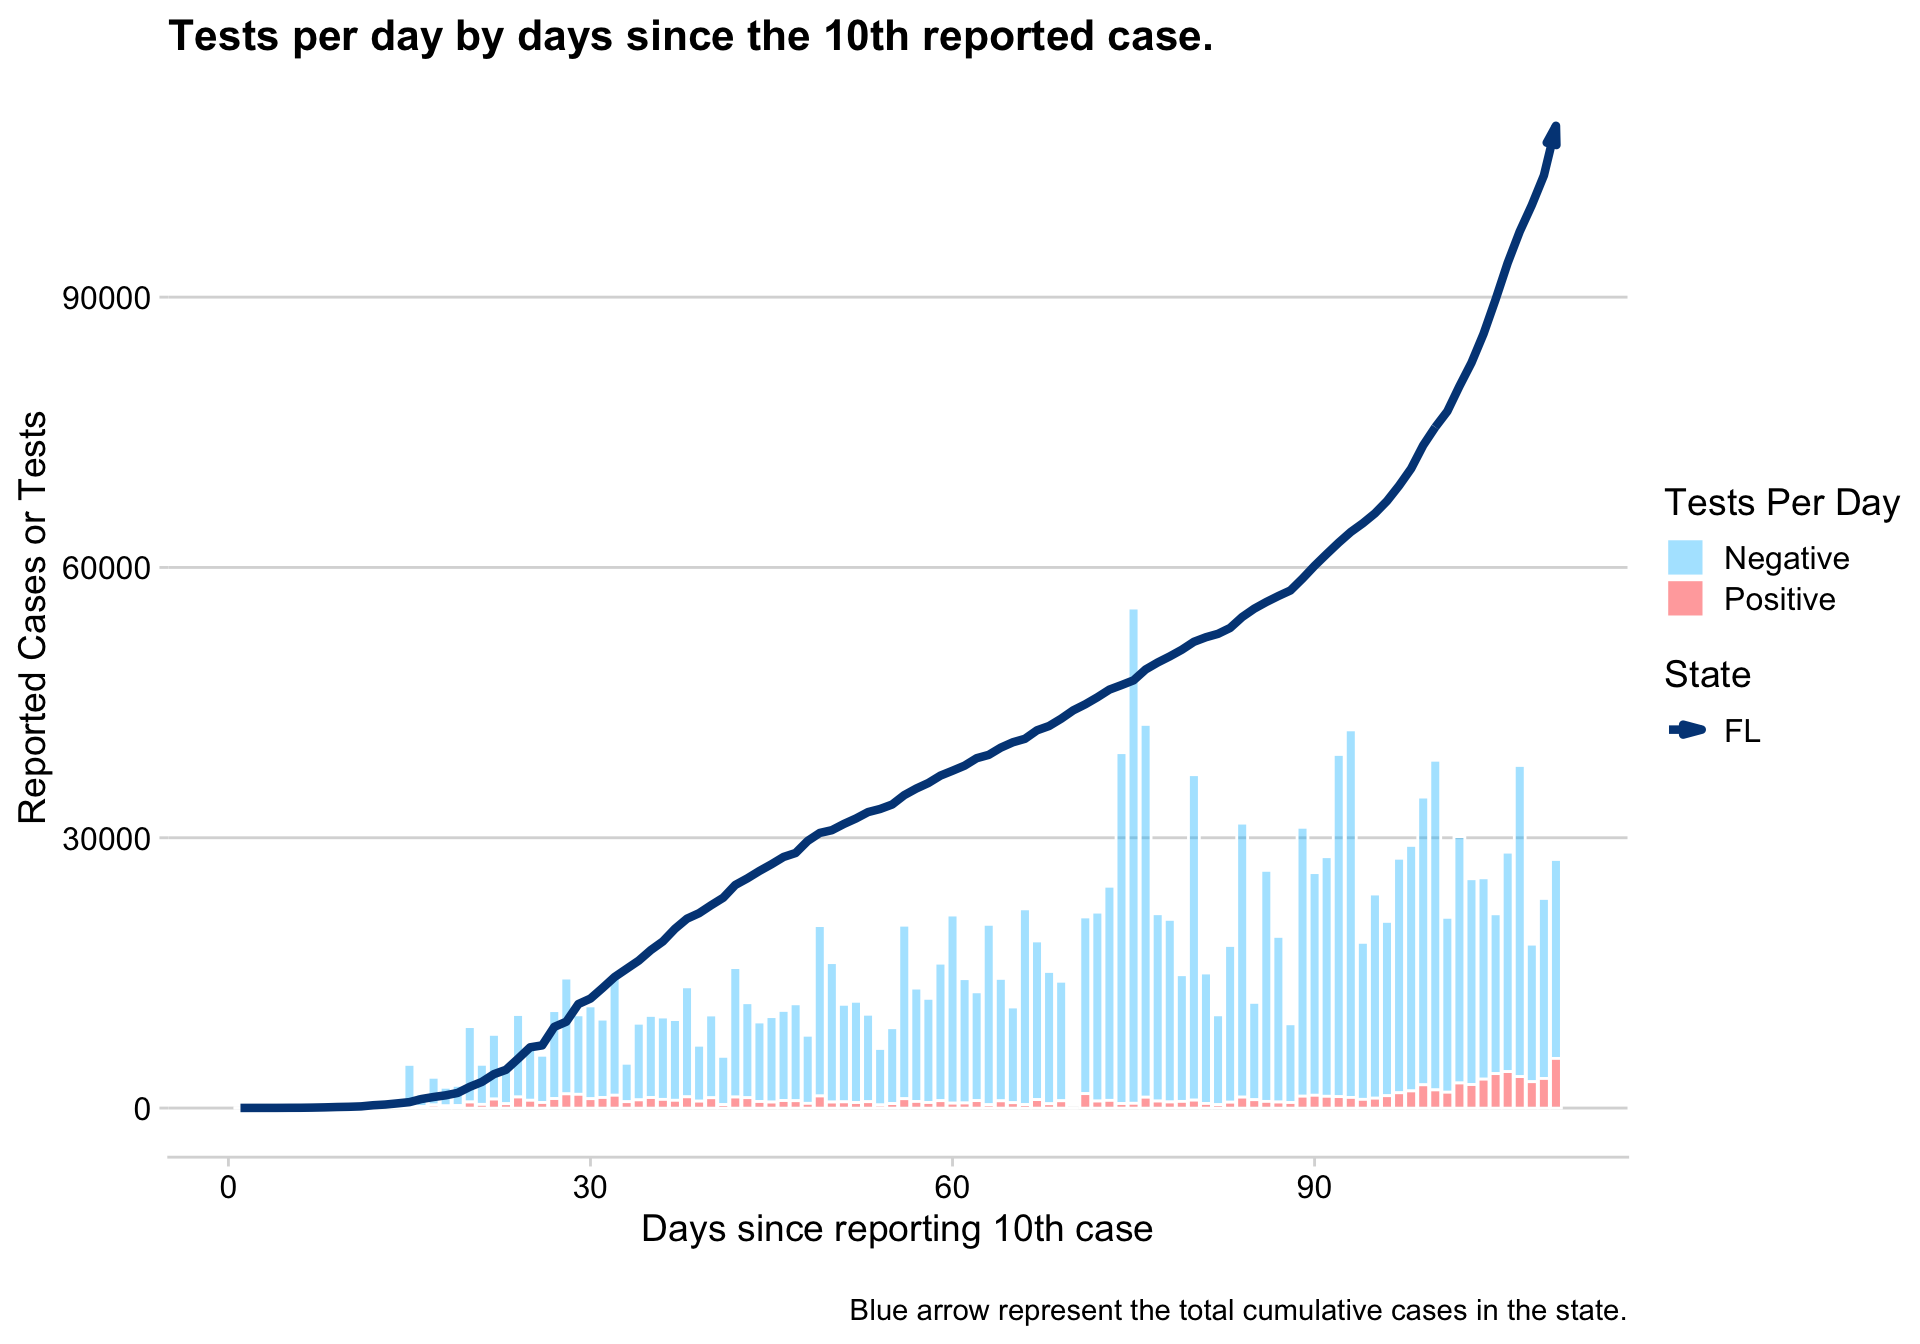 Tests per day by days since the 10th reported case.
Reported Cases or Tests
90000
60000
30000
0
0
30
60
90
Days since reporting 10th case
Tests Per Day
Negative
Positive
State
FL
Blue arrow represent the total cumulative cases in the state.